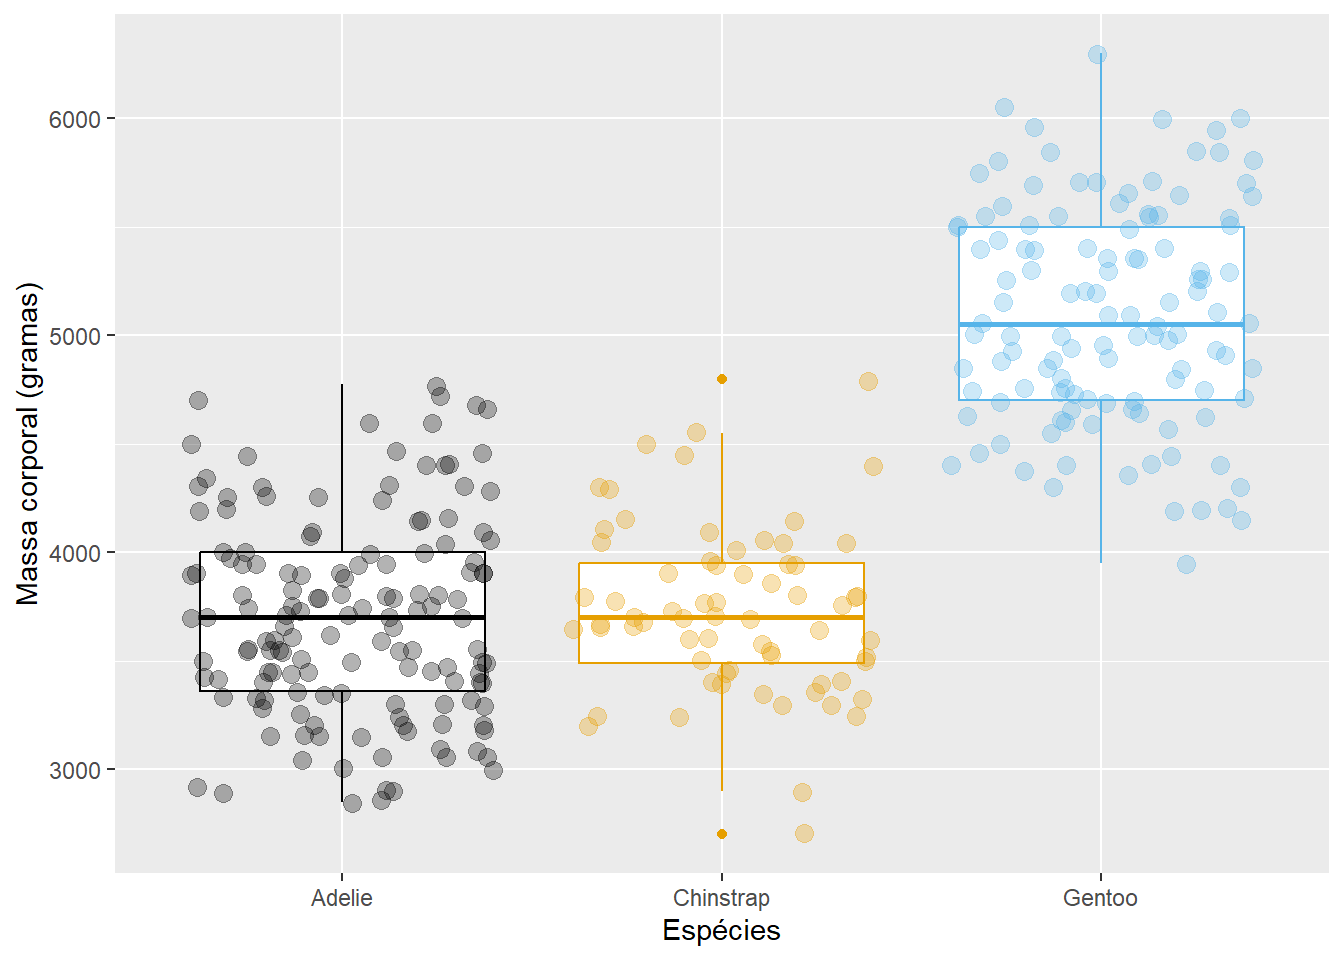 6000
5000
4000
3000
Massa corporal (gramas)
Adelie
Chinstrap
Gentoo
Espécies